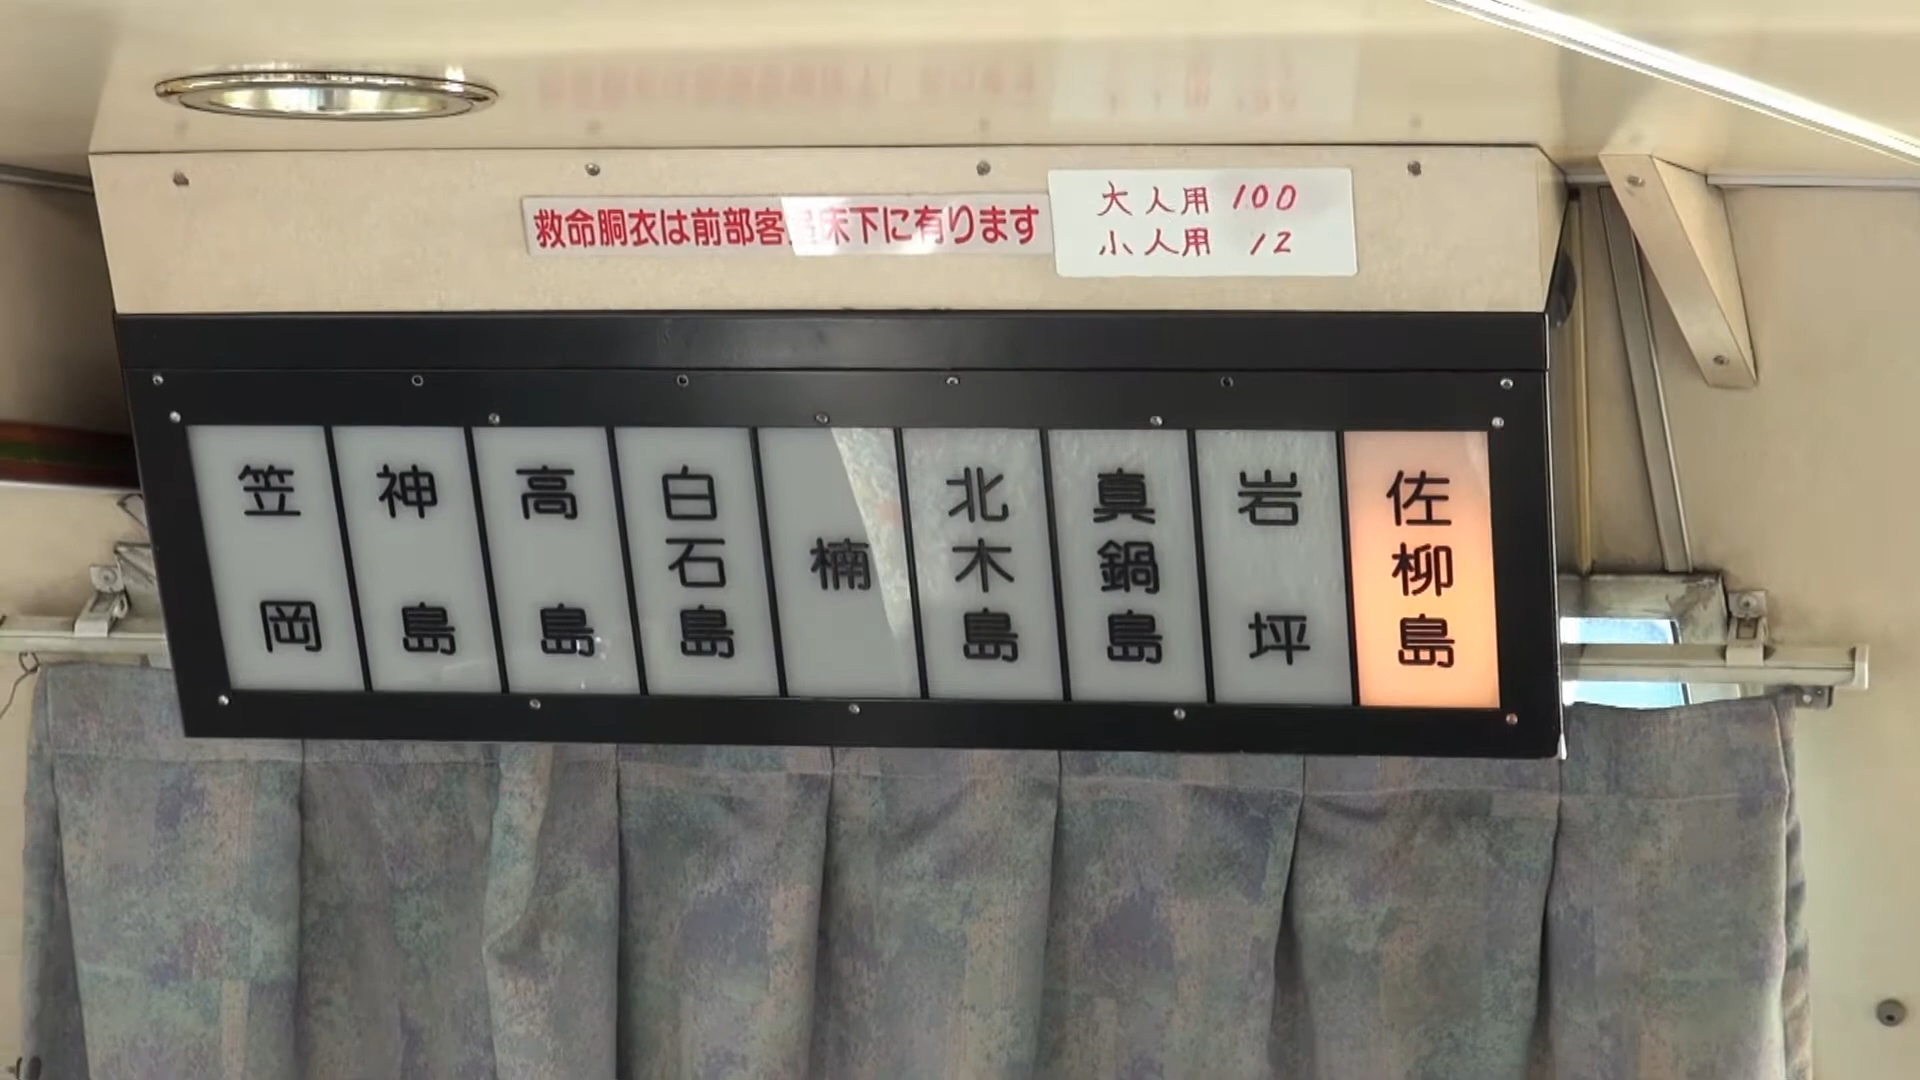 救命胴衣は前部客室床下に有ります
大人用 100
小人用 12
笠岡
神島
高島
白石島
楠
北木島
真鍋島
岩坪
佐柳島